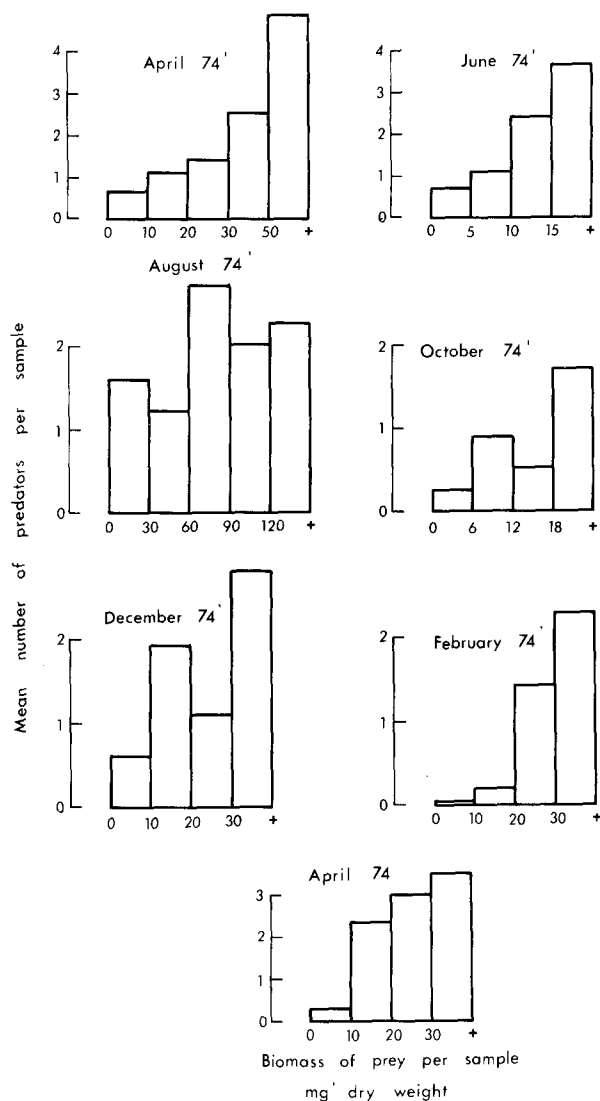 April 74'
4
3
2
1
0
0 10 20 30 50 +
June 74'
4
3
2
1
0
0 5 10 15 +
August 74'
2
1
0
0 30 60 90 120 +
October 74'
2
1
0
0 6 12 18 +
December 74'
2
1
0
0 10 20 30 +
February 74'
2
1
0
0 10 20 30 +
April 74
3
2
1
0
0 10 20 30 +
Mean number of predators per sample
Biomass of prey per sample
mg' dry weight